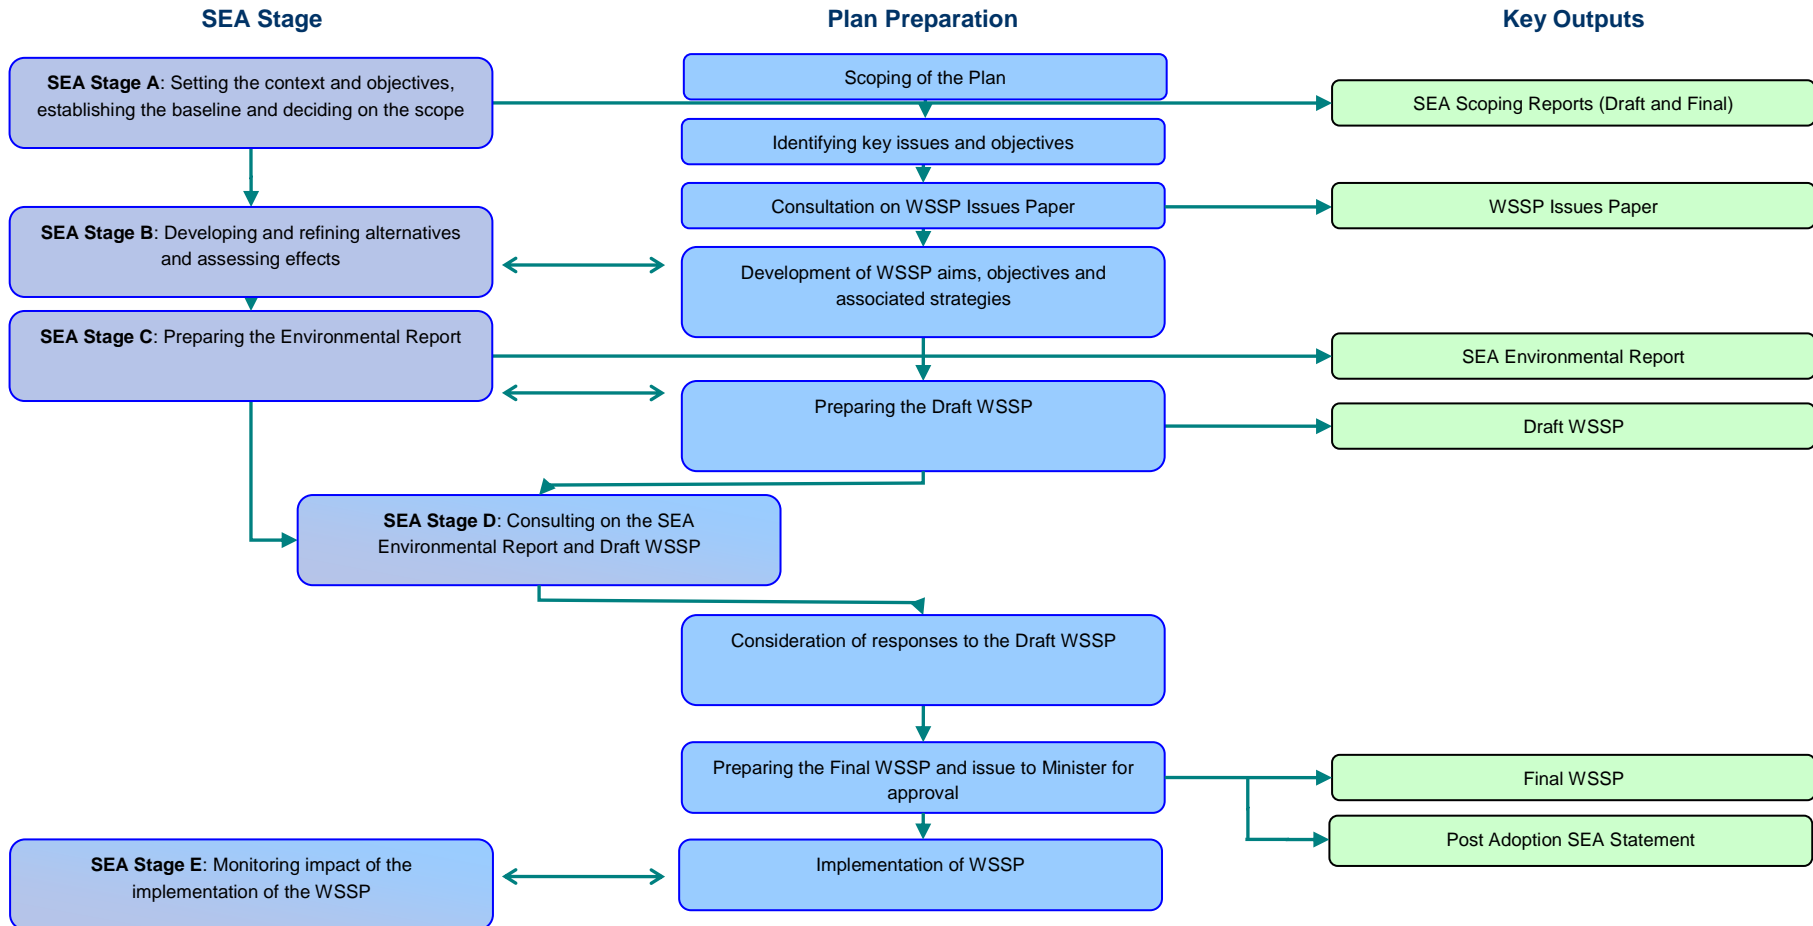 SEA Stage
Plan Preparation
Key Outputs
SEA Stage A: Setting the context and objectives,
establishing the baseline and deciding on the scope
Scoping of the Plan
SEA Scoping Reports (Draft and Final)
Identifying key issues and objectives
Consultation on WSSP Issues Paper
WSSP Issues Paper
SEA Stage B: Developing and refining alternatives
and assessing effects
Development of WSSP aims, objectives and
associated strategies
SEA Stage C: Preparing the Environmental Report
SEA Environmental Report
Preparing the Draft WSSP
Draft WSSP
SEA Stage D: Consulting on the SEA
Environmental Report and Draft WSSP
Consideration of responses to the Draft WSSP
Preparing the Final WSSP and issue to Minister for
approval
Final WSSP
Post Adoption SEA Statement
SEA Stage E: Monitoring impact of the
implementation of the WSSP
Implementation of WSSP